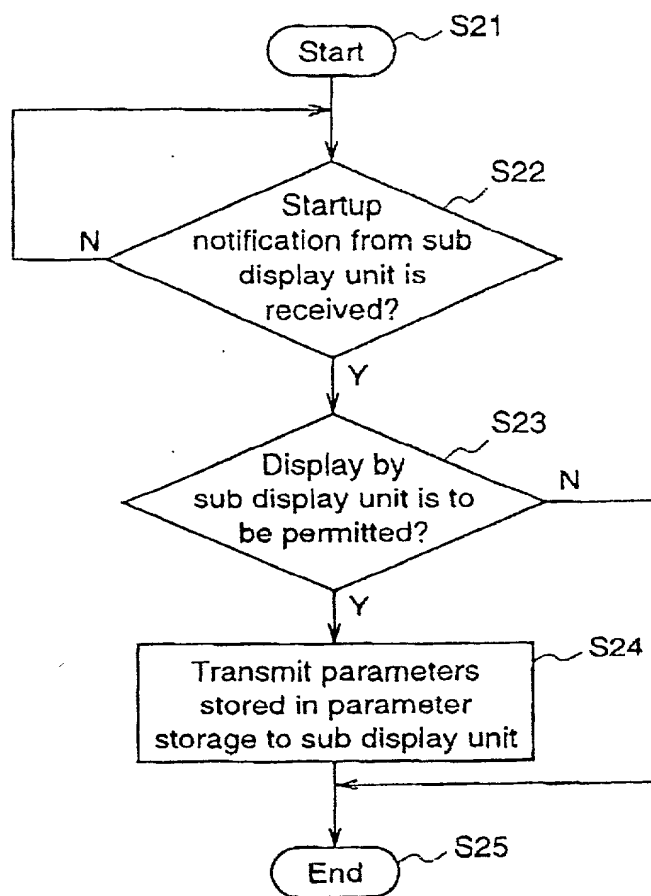 Start
S21
S22
Startup
notification from sub
display unit is
received?
N
Y
S23
Display by
sub display unit is to
be permitted?
N
Y
S24
Transmit parameters
stored in parameter
storage to sub display unit
End
S25